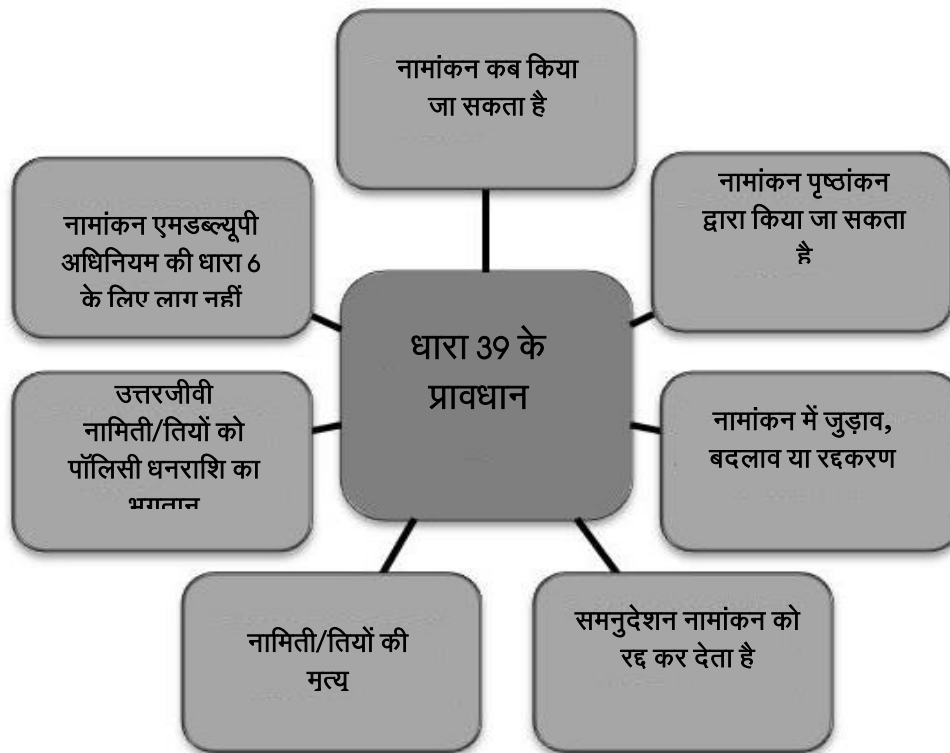 नामांकन कब किया
जा सकता है
नामांकन पृष्ठांकन
द्वारा किया जा सकता
है
नामांकन एमडब्ल्यूपी
अधिनियम की धारा 6
के लिए लागू नहीं
धारा 39 के
प्रावधान
उत्तरजीवी
नामिती/तियों को
पॉलिसी धनराशि का
भुगतान
नामांकन में जुड़ाव,
बदलाव या रद्दकरण
नामिती/तियों की
मृत्यु
समनुदेशन नामांकन को
रद्द कर देता है